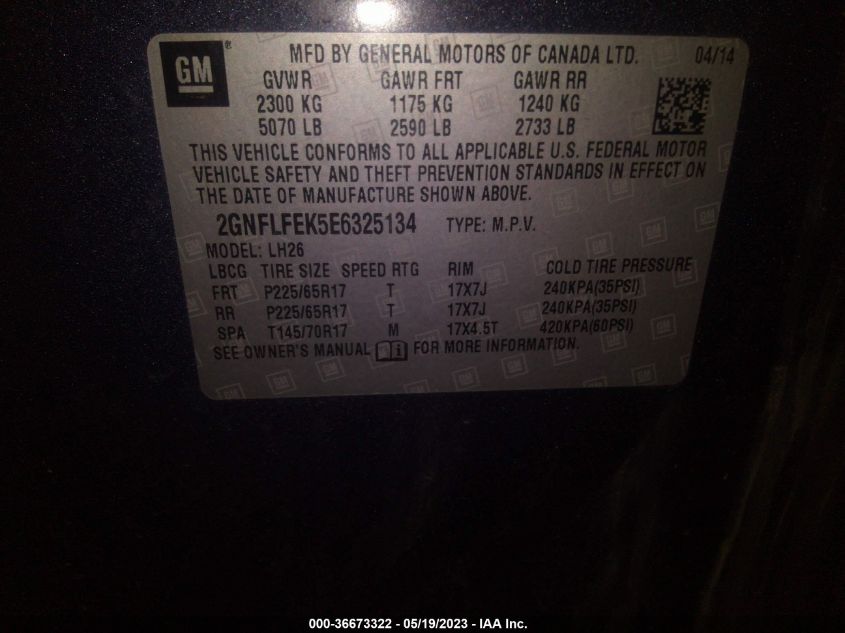 GM ® MFD BY GENERAL MOTORS OF CANADA LTD. 04/14
GVWR GAWR FRT GAWR RR
2300 KG 1175 KG 1240 KG
5070 LB 2590 LB 2733 LB
THIS VEHICLE CONFORMS TO ALL APPLICABLE U.S. FEDERAL MOTOR
VEHICLE SAFETY AND THEFT PREVENTION STANDARDS IN EFFECT ON
THE DATE OF MANUFACTURE SHOWN ABOVE.
2GNFLFEK5E6325134 TYPE: M.P.V.
MODEL: LH26
LBCG TIRE SIZE SPEED RTG RIM COLD TIRE PRESSURE
FRT P225/65R17 T 17X7J 240KPA(35PSI)
RR P225/65R17 T 17X7J 240KPA(35PSI)
SPA T145/70R17 M 17X4.5T 420KPA(60PSI)
SEE OWNER'S MANUAL FOR MORE INFORMATION.
000-36673322 - 05/19/2023 - IAA Inc.